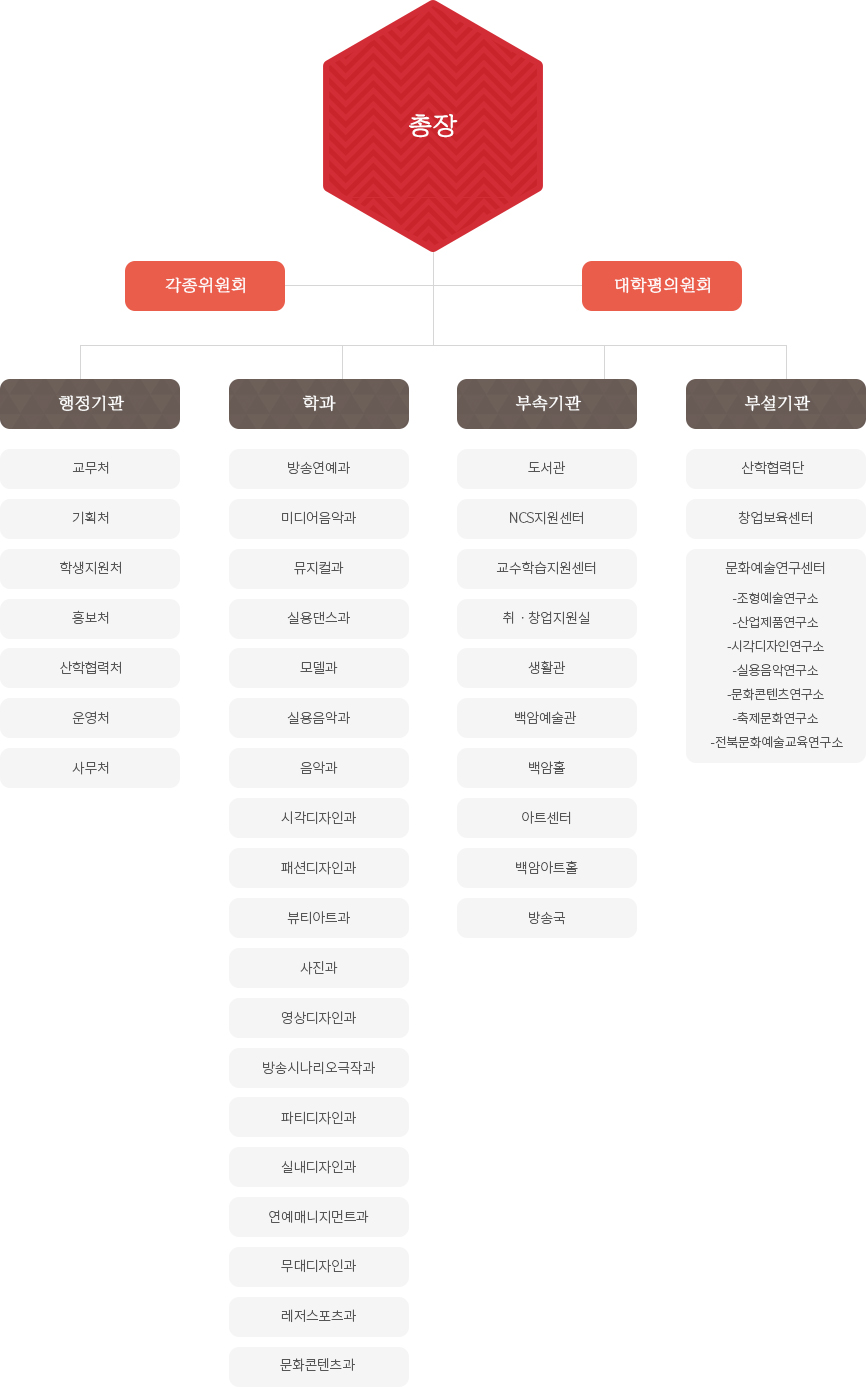 총장
각종위원회
대학평의원회
행정기관
교무처
기획처
학생지원처
홍보처
산학협력처
운영처
사무처
학과
방송연예과
미디어음악과
뮤지컬과
실용댄스과
모델과
실용음악과
음악과
시각디자인과
패션디자인과
뷰티아트과
사진과
영상디자인과
방송시나리오극작과
파티디자인과
실내디자인과
연예매니지먼트과
무대디자인과
레저스포츠과
문화콘텐츠과
부속기관
도서관
NCS지원센터
교수학습지원센터
취 · 창업지원실
생활관
백암예술관
백암홀
아트센터
백암아트홀
방송국
부설기관
산학협력단
창업보육센터
문화예술연구센터
-조형예술연구소
-산업제품연구소
-시각디자인연구소
-실용음악연구소
-문화콘텐츠연구소
-축제문화연구소
-전북문화예술교육연구소